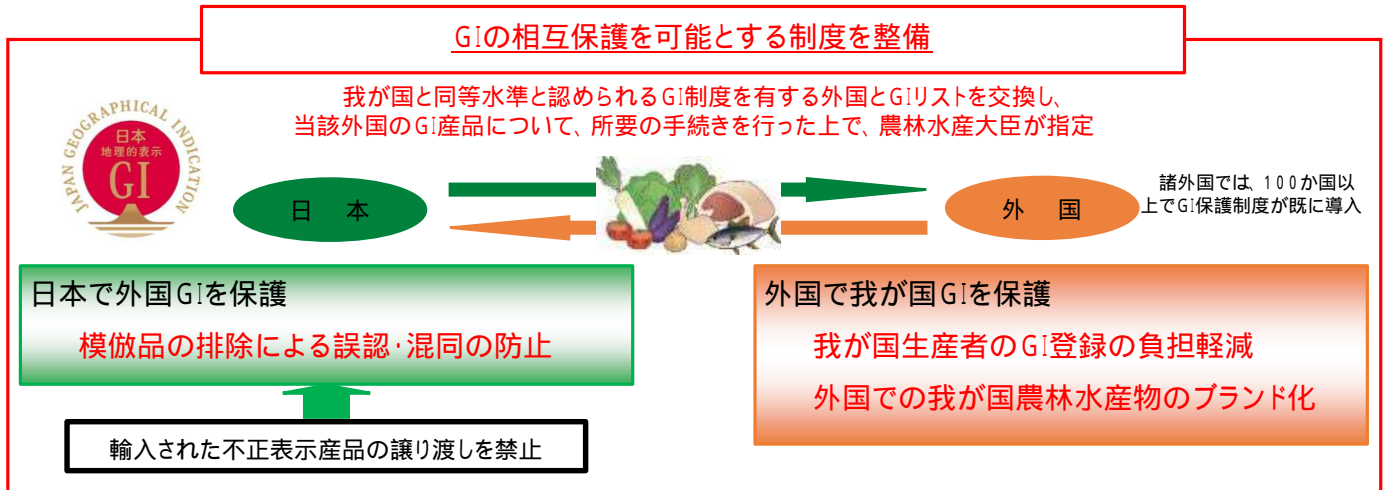 GIの相互保護を可能とする制度を整備
我が国と同等水準と認められるGI制度を有する外国とGIリストを交換し、
当該外国のGI産品について、所要の手続きを行った上で、農林水産大臣が指定
JAPAN GEOGRAPHICAL INDICATION
日本
地理的表示
GI
日 本
外 国
諸外国では、100か国以
上でGI保護制度が既に導入
日本で外国GIを保護
模倣品の排除による誤認・混同の防止
輸入された不正表示産品の譲り渡しを禁止
外国で我が国GIを保護
我が国生産者のGI登録の負担軽減
外国での我が国農林水産物のブランド化